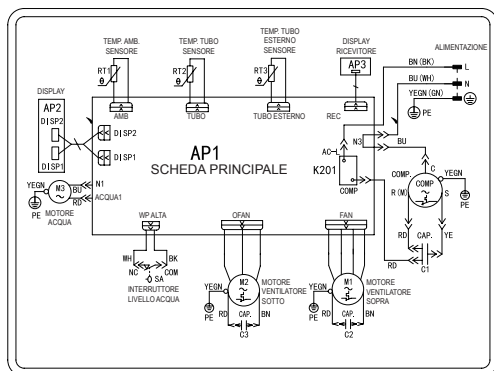 TEMP. AMB.
SENSORE
TEMP. TUBO
SENSORE
TEMP. TUBO
ESTERNO
SENSORE
DISPLAY
RICEVITORE
ALIMENTAZIONE
RT1
θ
RT2
θ
RT3
θ
AP3
BN(BK)
L
BU(WH)
N
YEGN(GN)
PE
DISPLAY
AP2
DISP2
DISP1
AMB
TUBO
TUBO ESTERNO
REC
DISP2
DISP1
AP1
SCHEDA PRINCIPALE
AC-L
N3
BU
K201
COMP
COMP.
C
COMP
R(M)
S
YEGN
PE
YEGN
M3
BU
N1
RD
ACQUA1
PE
MOTORE
ACQUA
WP ALTA
OFAN
FAN
RD
CAP.
YE
C1
RD
WH
BK
NC
COM
SA
INTERRUTTORE
LIVELLO ACQUA
YEGN
PE
M2
MOTORE
VENTILATORE
SOTTO
RD
CAP.
BN
C3
YEGN
PE
M1
MOTORE
VENTILATORE
SOPRA
RD
CAP.
BN
C2